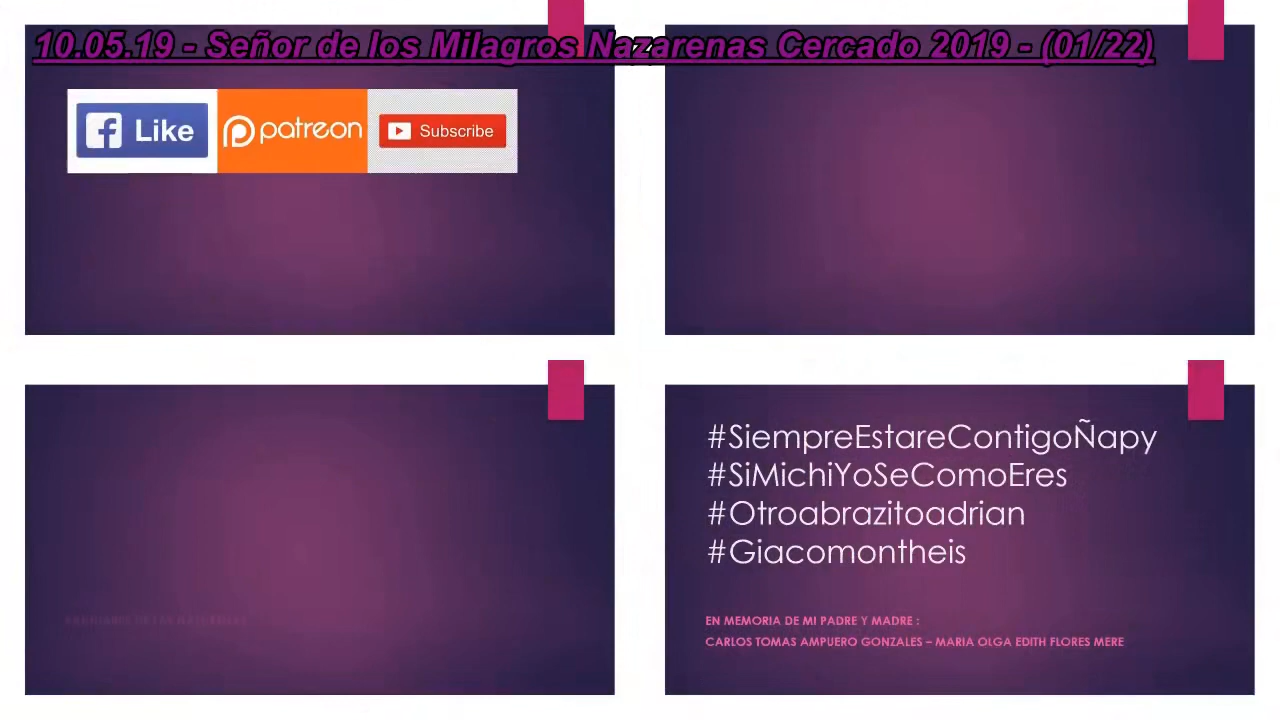 10.05.19 - Señor de los Milagros Nazarenas Cercado 2019 - (01/22)
Like patreon Subscribe
#SiempreEstareContigoÑapy
#SiMichiYoSeComoEres
#Otroabrazitoadrian
#Giacomontheis
EN MEMORIA DE MI PADRE Y MADRE :
CARLOS TOMAS AMPUERO GONZALES – MARIA OLGA EDITH FLORES MERE